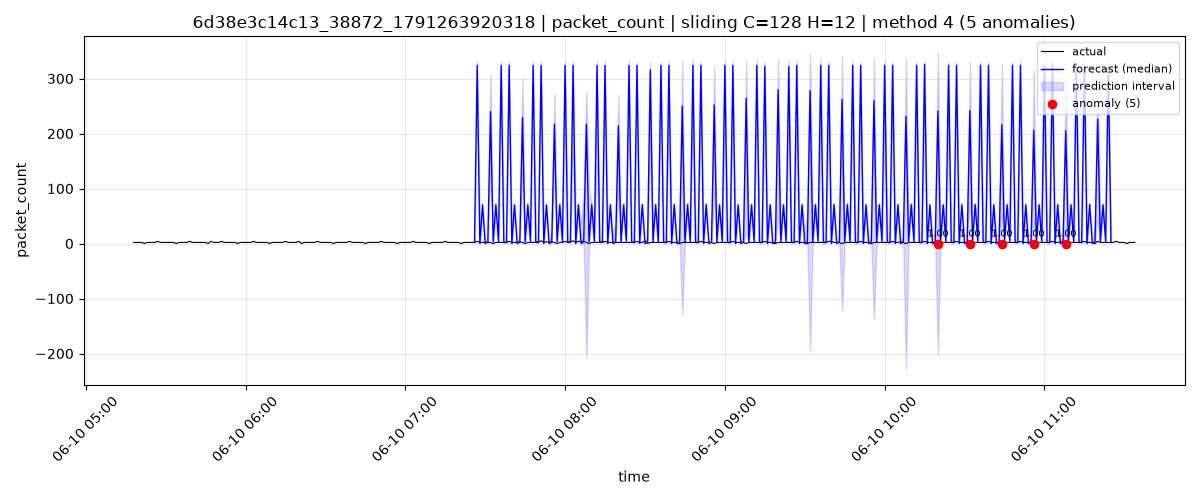 6d38e3c14c13_38872_1791263920318 | packet_count | sliding C=128 H=12 | method 4 (5 anomalies)
actual
forecast (median)
prediction interval
anomaly (5)
packet_count
300
200
100
0
−100
−200
1.00
1.00
1.00
1.00
1.00
06-10 05:00
06-10 06:00
06-10 07:00
06-10 08:00
06-10 09:00
06-10 10:00
06-10 11:00
time